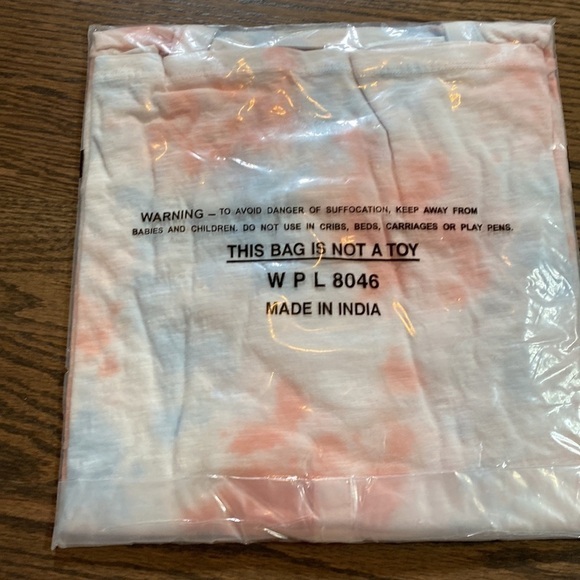 WARNING – TO AVOID DANGER OF SUFFOCATION, KEEP AWAY FROM
BABIES AND CHILDREN. DO NOT USE IN CRIBS, BEDS, CARRIAGES OR PLAY PENS.
THIS BAG IS NOT A TOY
W P L 8046
MADE IN INDIA